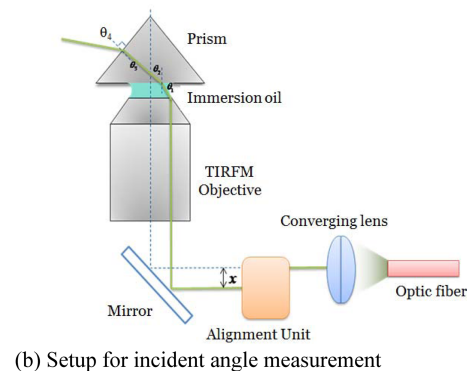 θ4
Prism
θ3
θ2
θ1
Immersion oil
TIRFM
Objective
Converging lens
x
Optic fiber
Mirror
Alignment Unit
(b) Setup for incident angle measurement